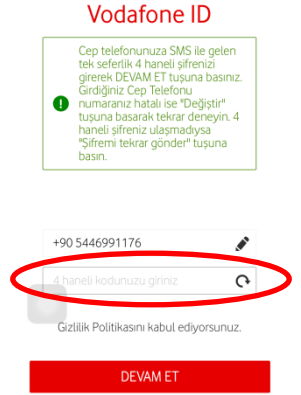 Vodafone ID
Cep telefonunuza SMS ile gelen
tek seferlik 4 haneli şifrenizi
girerek DEVAM ET tuşuna basınız.
Girdiğiniz Cep Telefonu
numaranız hatalı ise "Değiştir"
tuşuna basarak tekrar deneyin. 4
haneli şifreniz ulaşmadıysa
"Şifremi tekrar gönder" tuşuna
basın.
+90 5446991176
4 haneli kodunuzu giriniz
Gizlilik Politikasını kabul ediyorsunuz.
DEVAM ET